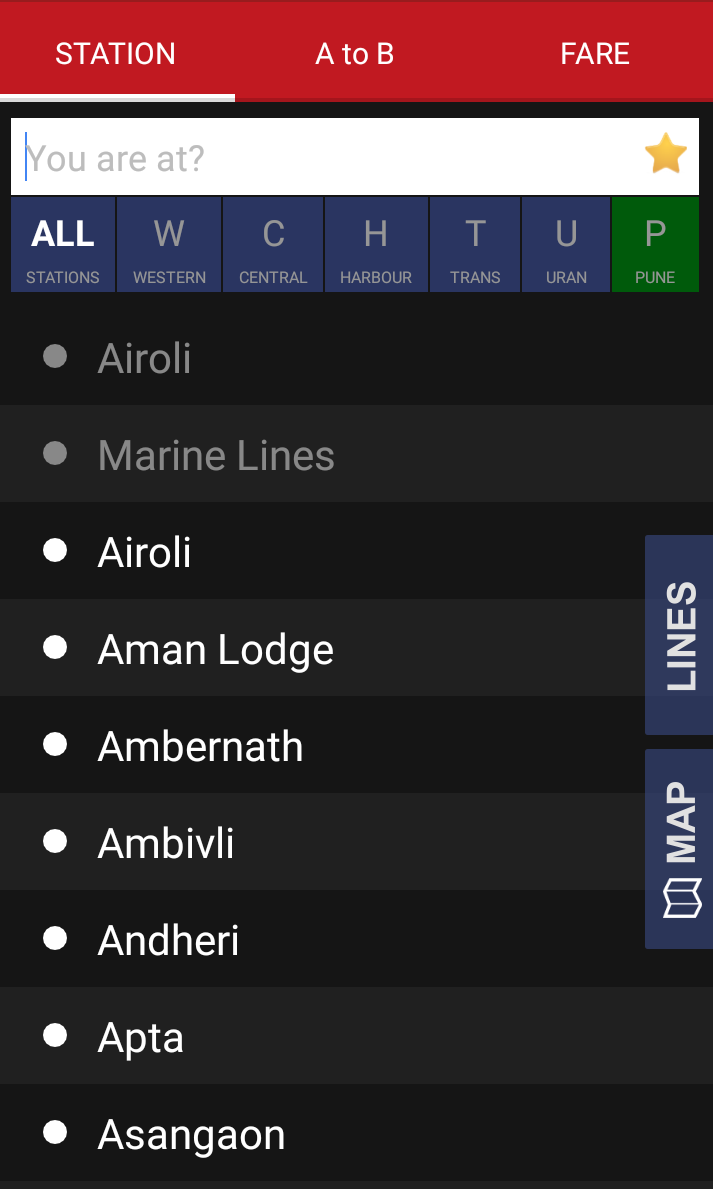 STATION A to B FARE
You are at?
ALL W C H T U P
STATIONS WESTERN CENTRAL HARBOUR TRANS URAN PUNE
Airoli
Marine Lines
Airoli
Aman Lodge
Ambernath
Ambivli
Andheri
Apta
Asangaon
LINES
MAP